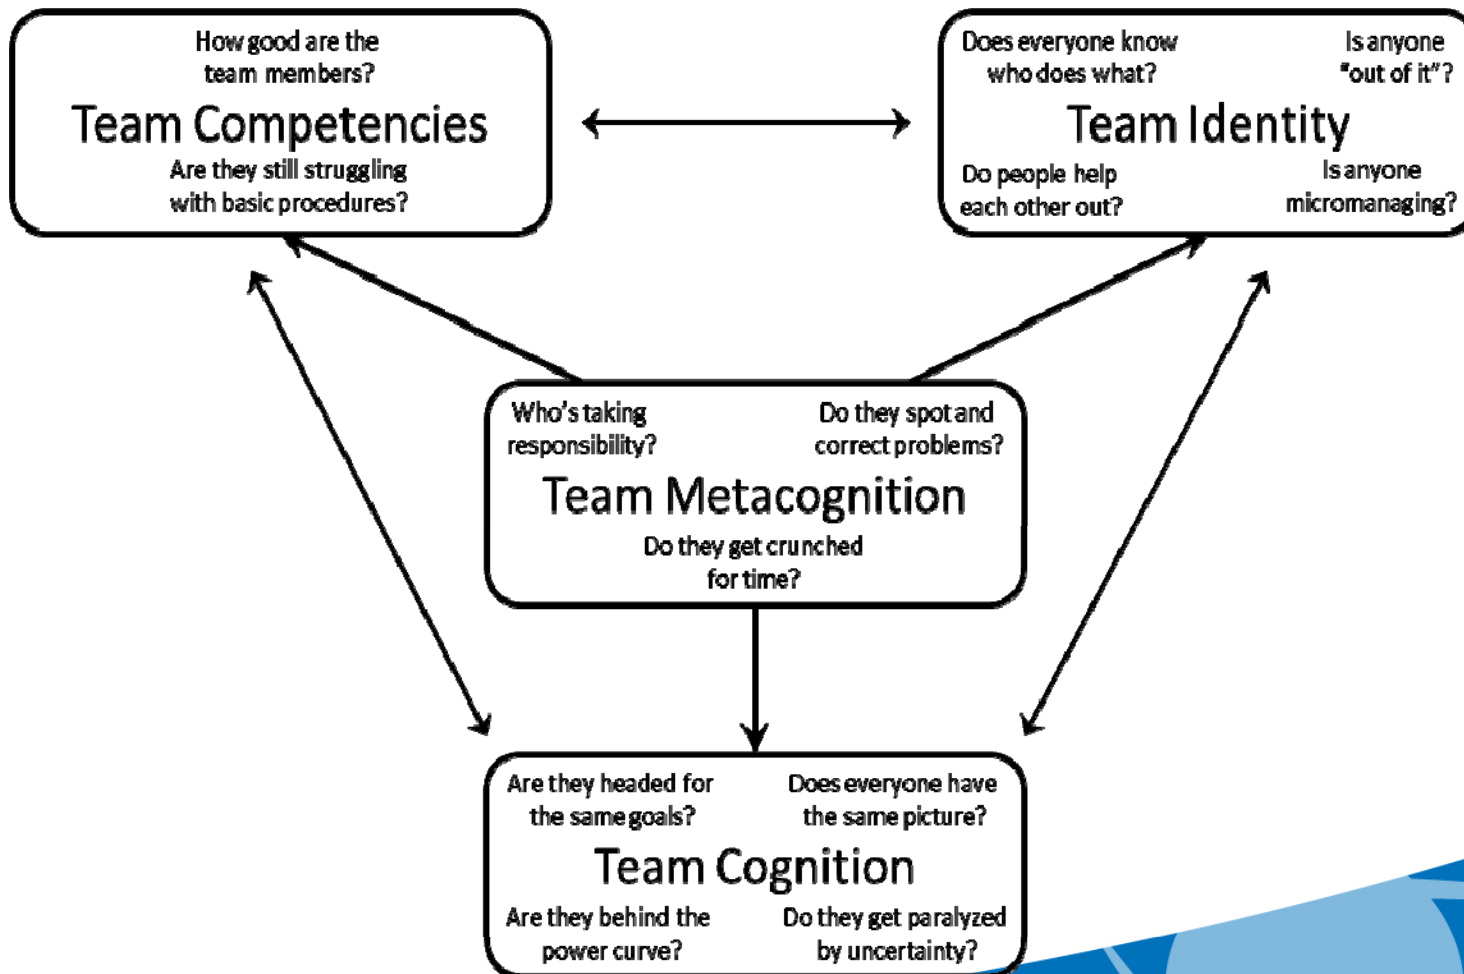 How good are the
team members?
Team Competencies
Are they still struggling
with basic procedures?
Does everyone know
who does what?
Is anyone
"out of it"?
Team Identity
Do people help
each other out?
Is anyone
micromanaging?
Who's taking
responsibility?
Do they spot and
correct problems?
Team Metacognition
Do they get crunched
for time?
Are they headed for
the same goals?
Does everyone have
the same picture?
Team Cognition
Are they behind the
power curve?
Do they get paralyzed
by uncertainty?